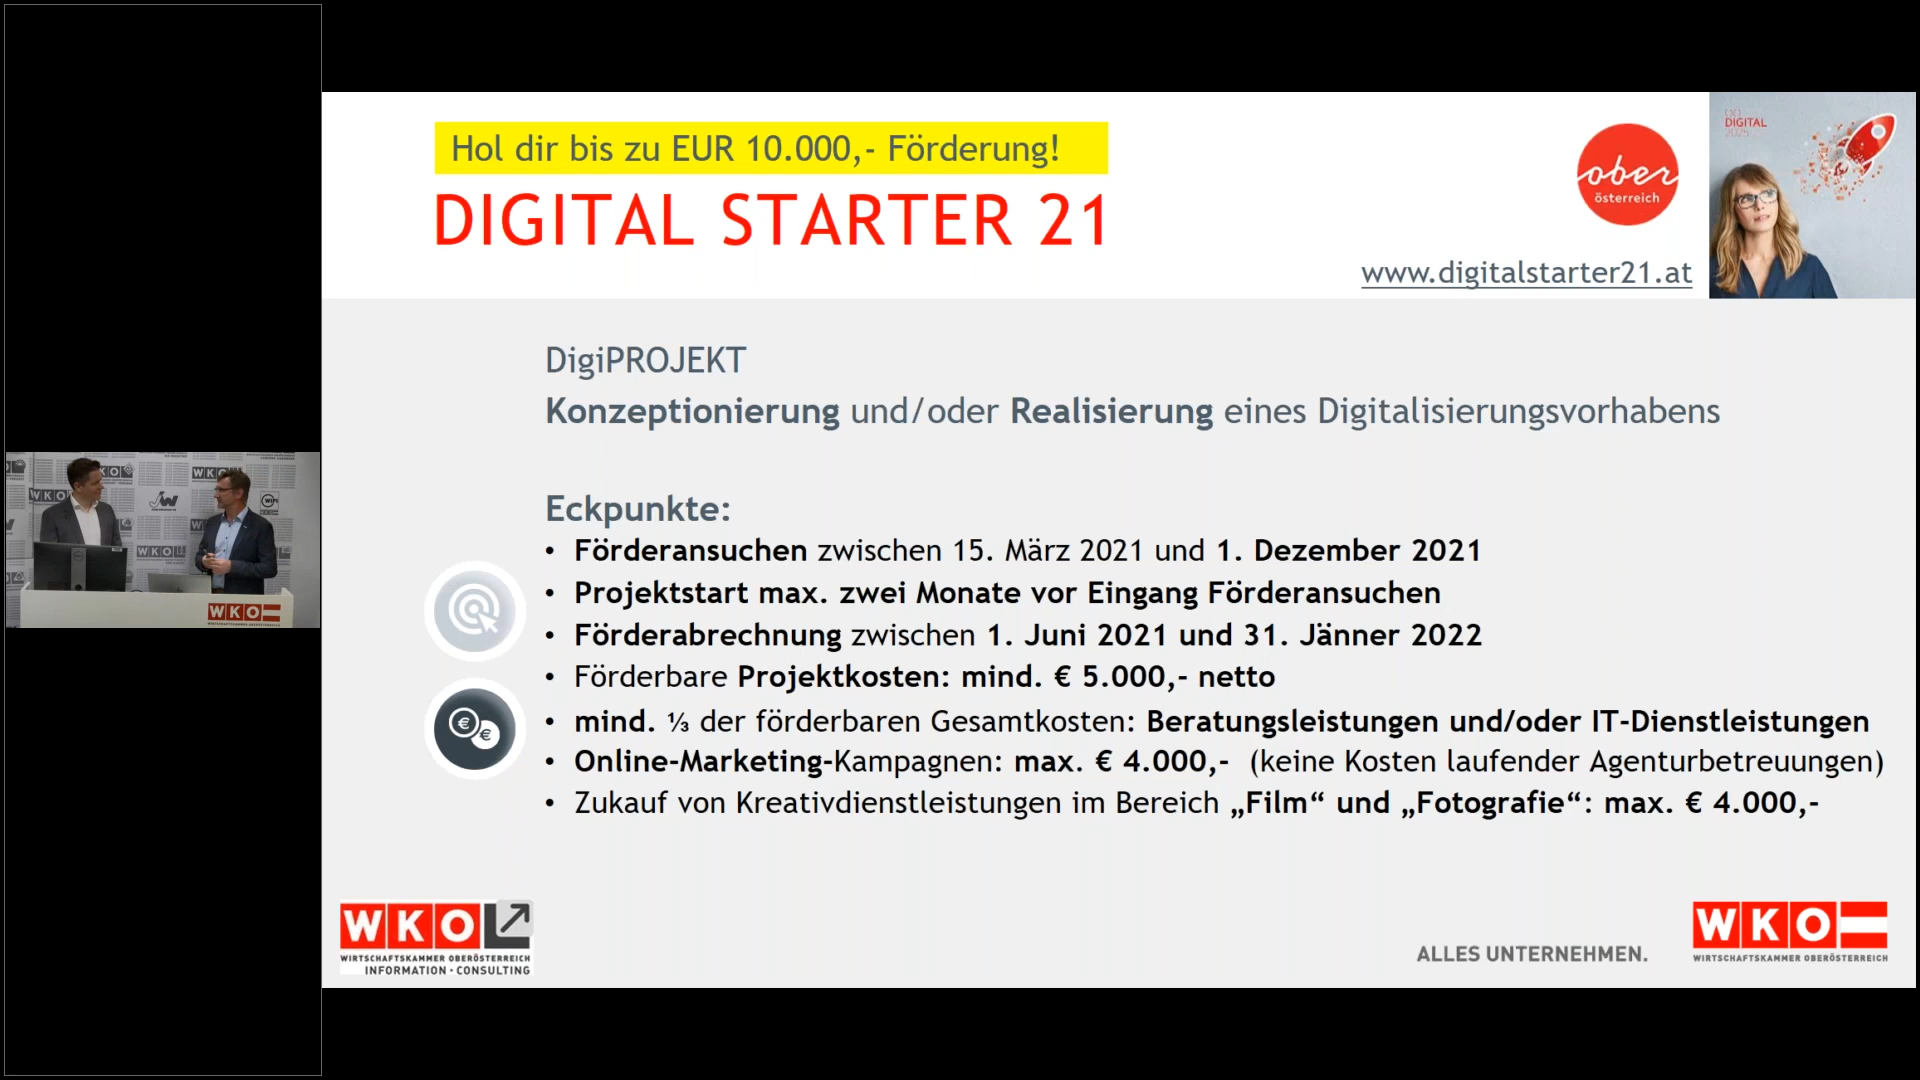 Hol dir bis zu EUR 10.000,- Förderung!
DIGITAL STARTER 21
ober
österreich
DIGITAL
www.digitalstarter21.at
DigiPROJEKT
Konzeptionierung und/oder Realisierung eines Digitalisierungsvorhabens
Eckpunkte:
• Förderansuchen zwischen 15. März 2021 und 1. Dezember 2021
• Projektstart max. zwei Monate vor Eingang Förderansuchen
• Förderabrechnung zwischen 1. Juni 2021 und 31. Jänner 2022
• Förderbare Projektkosten: mind. € 5.000,- netto
• mind. ⅓ der förderbaren Gesamtkosten: Beratungsleistungen und/oder IT-Dienstleistungen
• Online-Marketing-Kampagnen: max. € 4.000,- (keine Kosten laufender Agenturbetreuungen)
• Zukauf von Kreativdienstleistungen im Bereich „Film“ und „Fotografie“: max. € 4.000,-
WKO
WIRTSCHAFTSKAMMER OBERÖSTERREICH
INFORMATION · CONSULTING
ALLES UNTERNEHMEN.
WKO
WIRTSCHAFTSKAMMER OBERÖSTERREICH
WKO
WKO
WKO
WKO